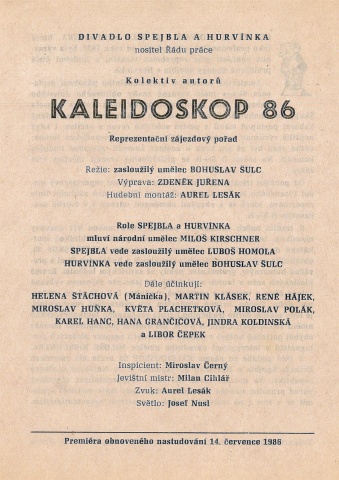 DIVADLO SPEJBLA A HURVÍNKA
nositel Řádu práce
Kolektiv autorů
KALEIDOSKOP 86
Reprezentační zájezdový pořad
Režie: zasloužilý umělec BOHUSLAV ŠULC
Výprava: ZDENĚK JUŘENA
Hudební montáž: AUREL LESÁK
Role SPEJBLA a HURVÍNKA
mluví národní umělec MILOŠ KIRSCHNER
SPEJBLA vede zasloužilý umělec LUBOŠ HOMOLA
HURVÍNKA vede zasloužilý umělec BOHUSLAV ŠULC
Dále účinkují:
HELENA ŠTÁCHOVÁ (Mánička), MARTIN KLÁSEK, RENÉ HÁJEK,
MIROSLAV HUŇKA, KVĚTA PLACHETKOVÁ, MIROSLAV POLÁK,
KAREL HANC, HANA GRANČIČOVÁ, JINDRA KOLDINSKÁ
a LIBOR ČEPEK
Inspicient: Miroslav Černý
Jevištní mistr: Milan Cihlář
Zvuk: Aurel Lesák
Světlo: Josef Nusl
Premiéra obnoveného nastudování 14. července 1986